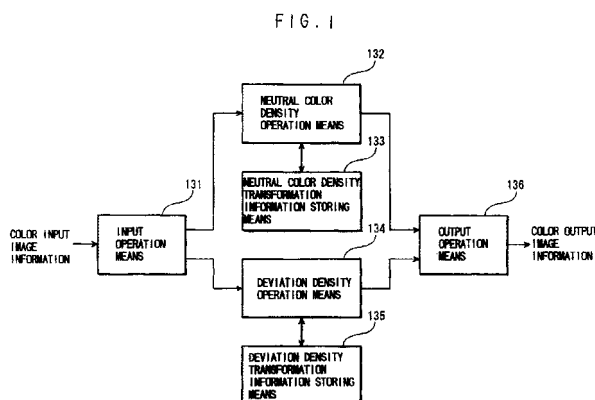 FIG. 1
132
NEUTRAL COLOR
DENSITY
OPERATION MEANS
133
NEUTRAL COLOR DENSITY
TRANSFORMATION
INFORMATION STORING
MEANS
131
INPUT
OPERATION
MEANS
COLOR INPUT
IMAGE
INFORMATION
134
DEVIATION DENSITY
OPERATION MEANS
135
DEVIATION DENSITY
TRANSFORMATION
INFORMATION STORING
MEANS
136
OUTPUT
OPERATION
MEANS
COLOR OUTPUT
IMAGE
INFORMATION